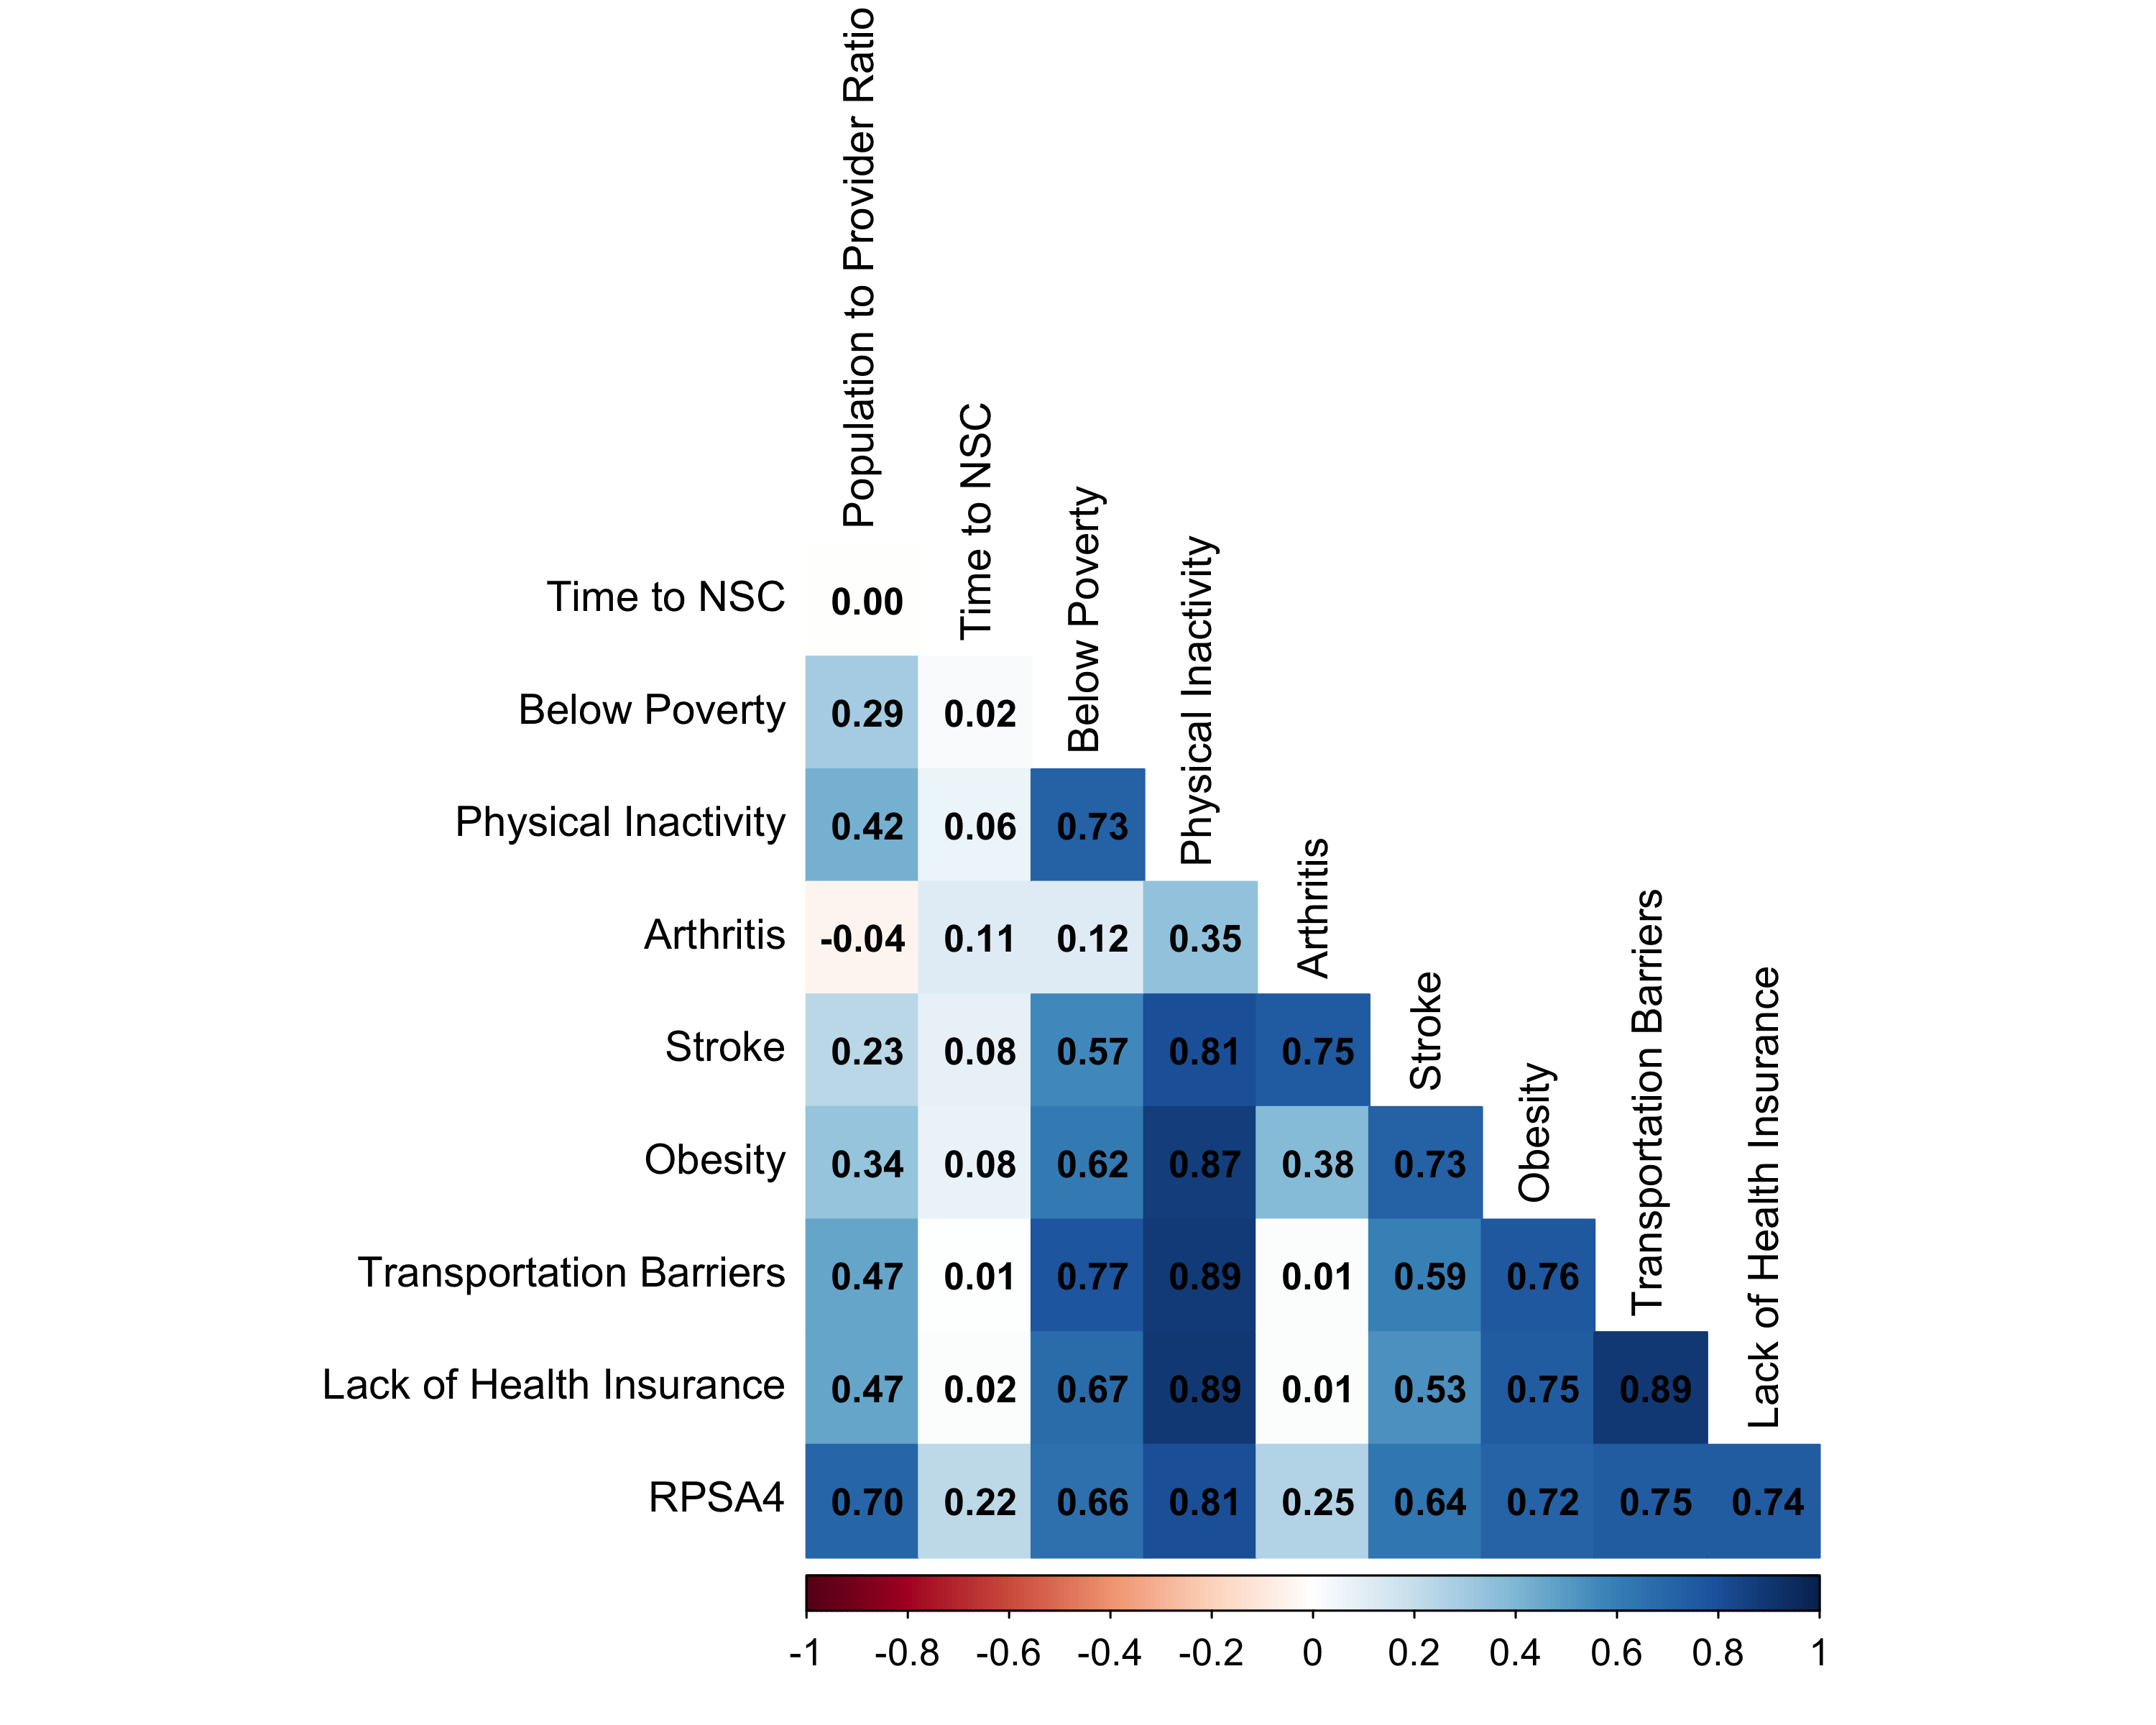 Population to Provider Ratio
Time to NSC
Below Poverty
Physical Inactivity
Arthritis
Stroke
Obesity
Transportation Barriers
Lack of Health Insurance
Time to NSC 0.00
Below Poverty 0.29 0.02
Physical Inactivity 0.42 0.06 0.73
Arthritis -0.04 0.11 0.12 0.35
Stroke 0.23 0.08 0.57 0.81 0.75
Obesity 0.34 0.08 0.62 0.87 0.38 0.73
Transportation Barriers 0.47 0.01 0.77 0.89 0.01 0.59 0.76
Lack of Health Insurance 0.47 0.02 0.67 0.89 0.01 0.53 0.75 0.89
RPSA4 0.70 0.22 0.66 0.81 0.25 0.64 0.72 0.75 0.74
-1 -0.8 -0.6 -0.4 -0.2 0 0.2 0.4 0.6 0.8 1